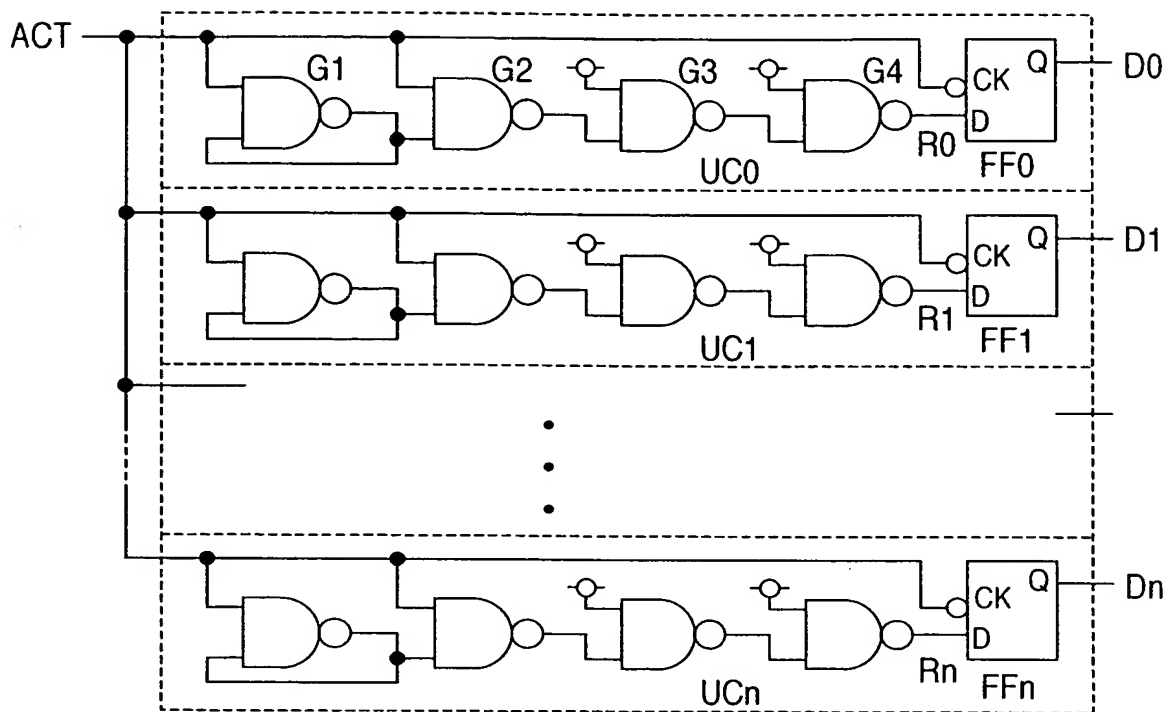 ACT
G1
G2
G3
G4
Q
CK
D
D0
R0
FF0
UC0
Q
CK
D
D1
R1
FF1
UC1
Q
CK
D
Dn
Rn
FFn
UCn